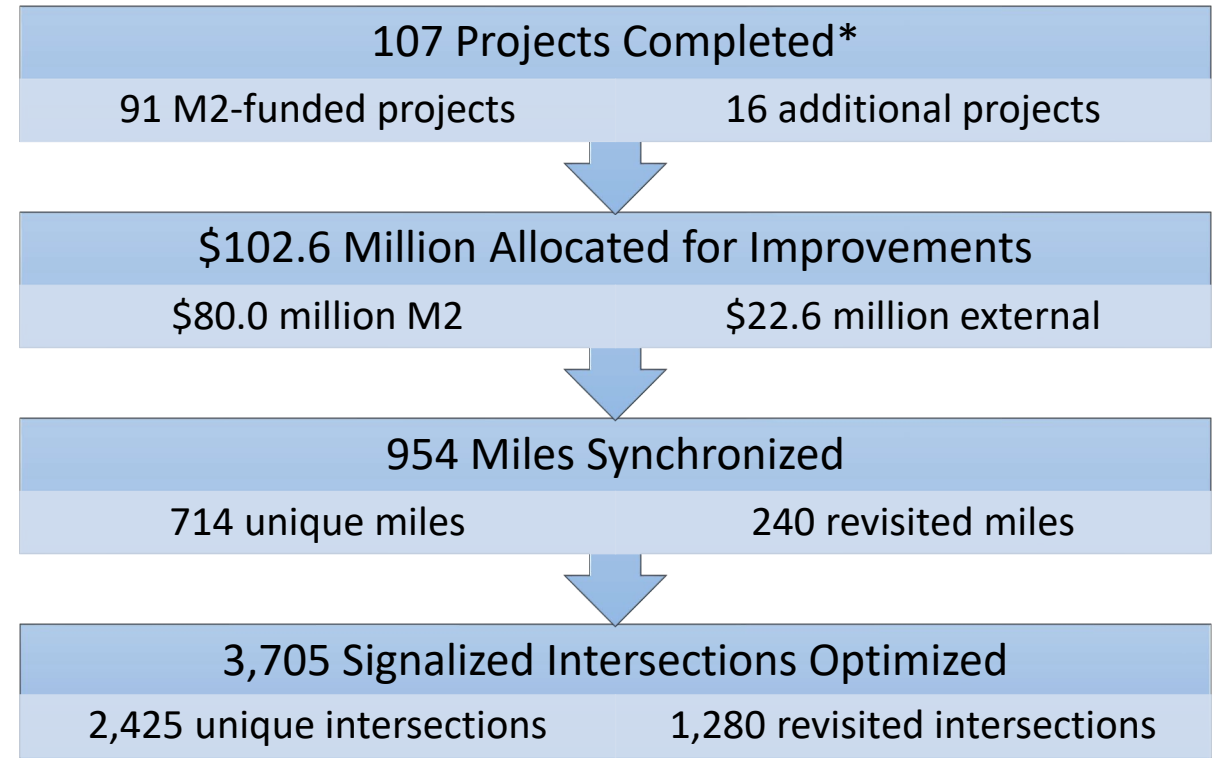 107 Projects Completed*
91 M2-funded projects
16 additional projects
$102.6 Million Allocated for Improvements
$80.0 million M2
$22.6 million external
954 Miles Synchronized
714 unique miles
240 revisited miles
3,705 Signalized Intersections Optimized
2,425 unique intersections
1,280 revisited intersections